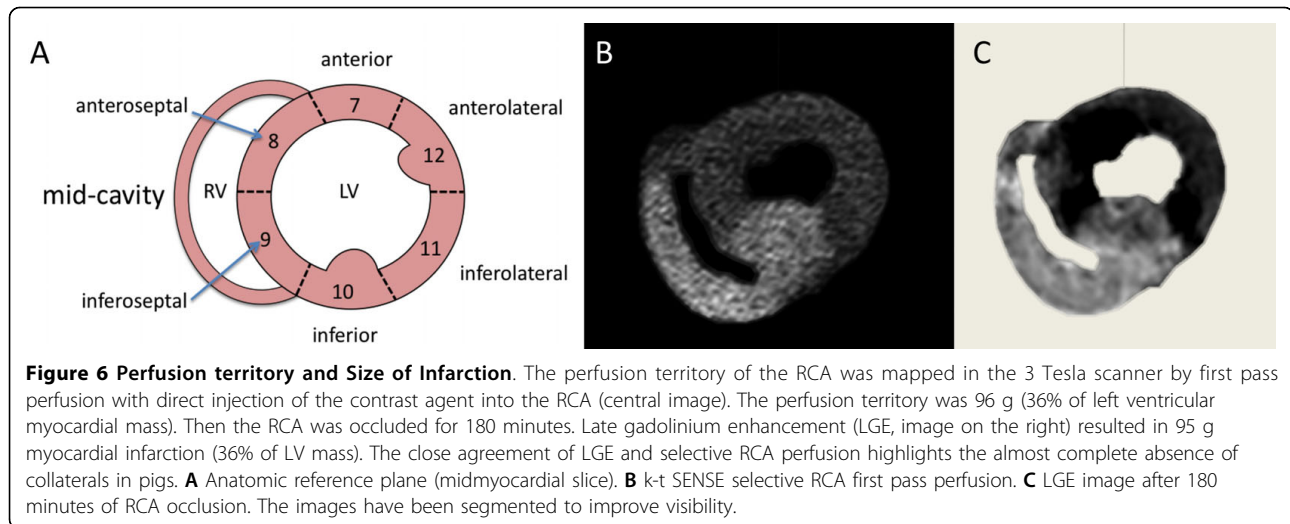 A
anterior
anteroseptal
anterolateral
7
8
12
mid-cavity
RV
LV
9
11
inferoseptal
10
inferolateral
inferior
B
C
Figure 6 Perfusion territory and Size of Infarction. The perfusion territory of the RCA was mapped in the 3 Tesla scanner by first pass
perfusion with direct injection of the contrast agent into the RCA (central image). The perfusion territory was 96 g (36% of left ventricular
myocardial mass). Then the RCA was occluded for 180 minutes. Late gadolinium enhancement (LGE, image on the right) resulted in 95 g
myocardial infarction (36% of LV mass). The close agreement of LGE and selective RCA perfusion highlights the almost complete absence of
collaterals in pigs. A Anatomic reference plane (midmyocardial slice). B k-t SENSE selective RCA first pass perfusion. C LGE image after 180
minutes of RCA occlusion. The images have been segmented to improve visibility.